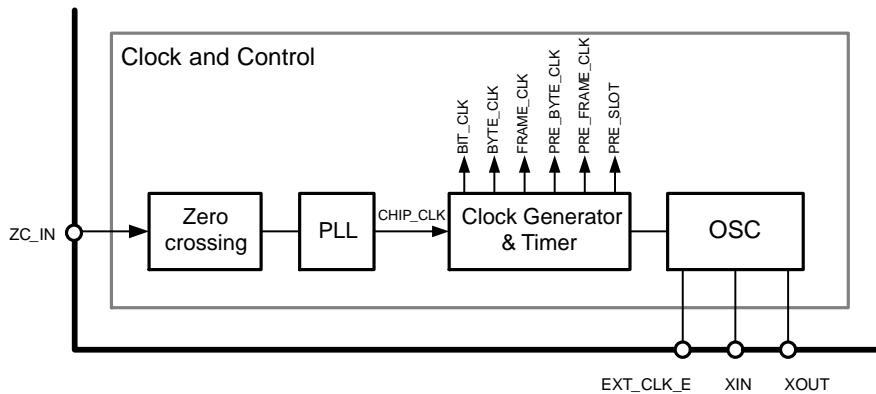 Clock and Control
BIT_CLK
BYTE_CLK
FRAME_CLK
PRE_BYTE_CLK
PRE_FRAME_CLK
PRE_SLOT
ZC_IN
Zero
crossing
PLL
CHIP_CLK
Clock Generator
& Timer
OSC
EXT_CLK_E
XIN
XOUT